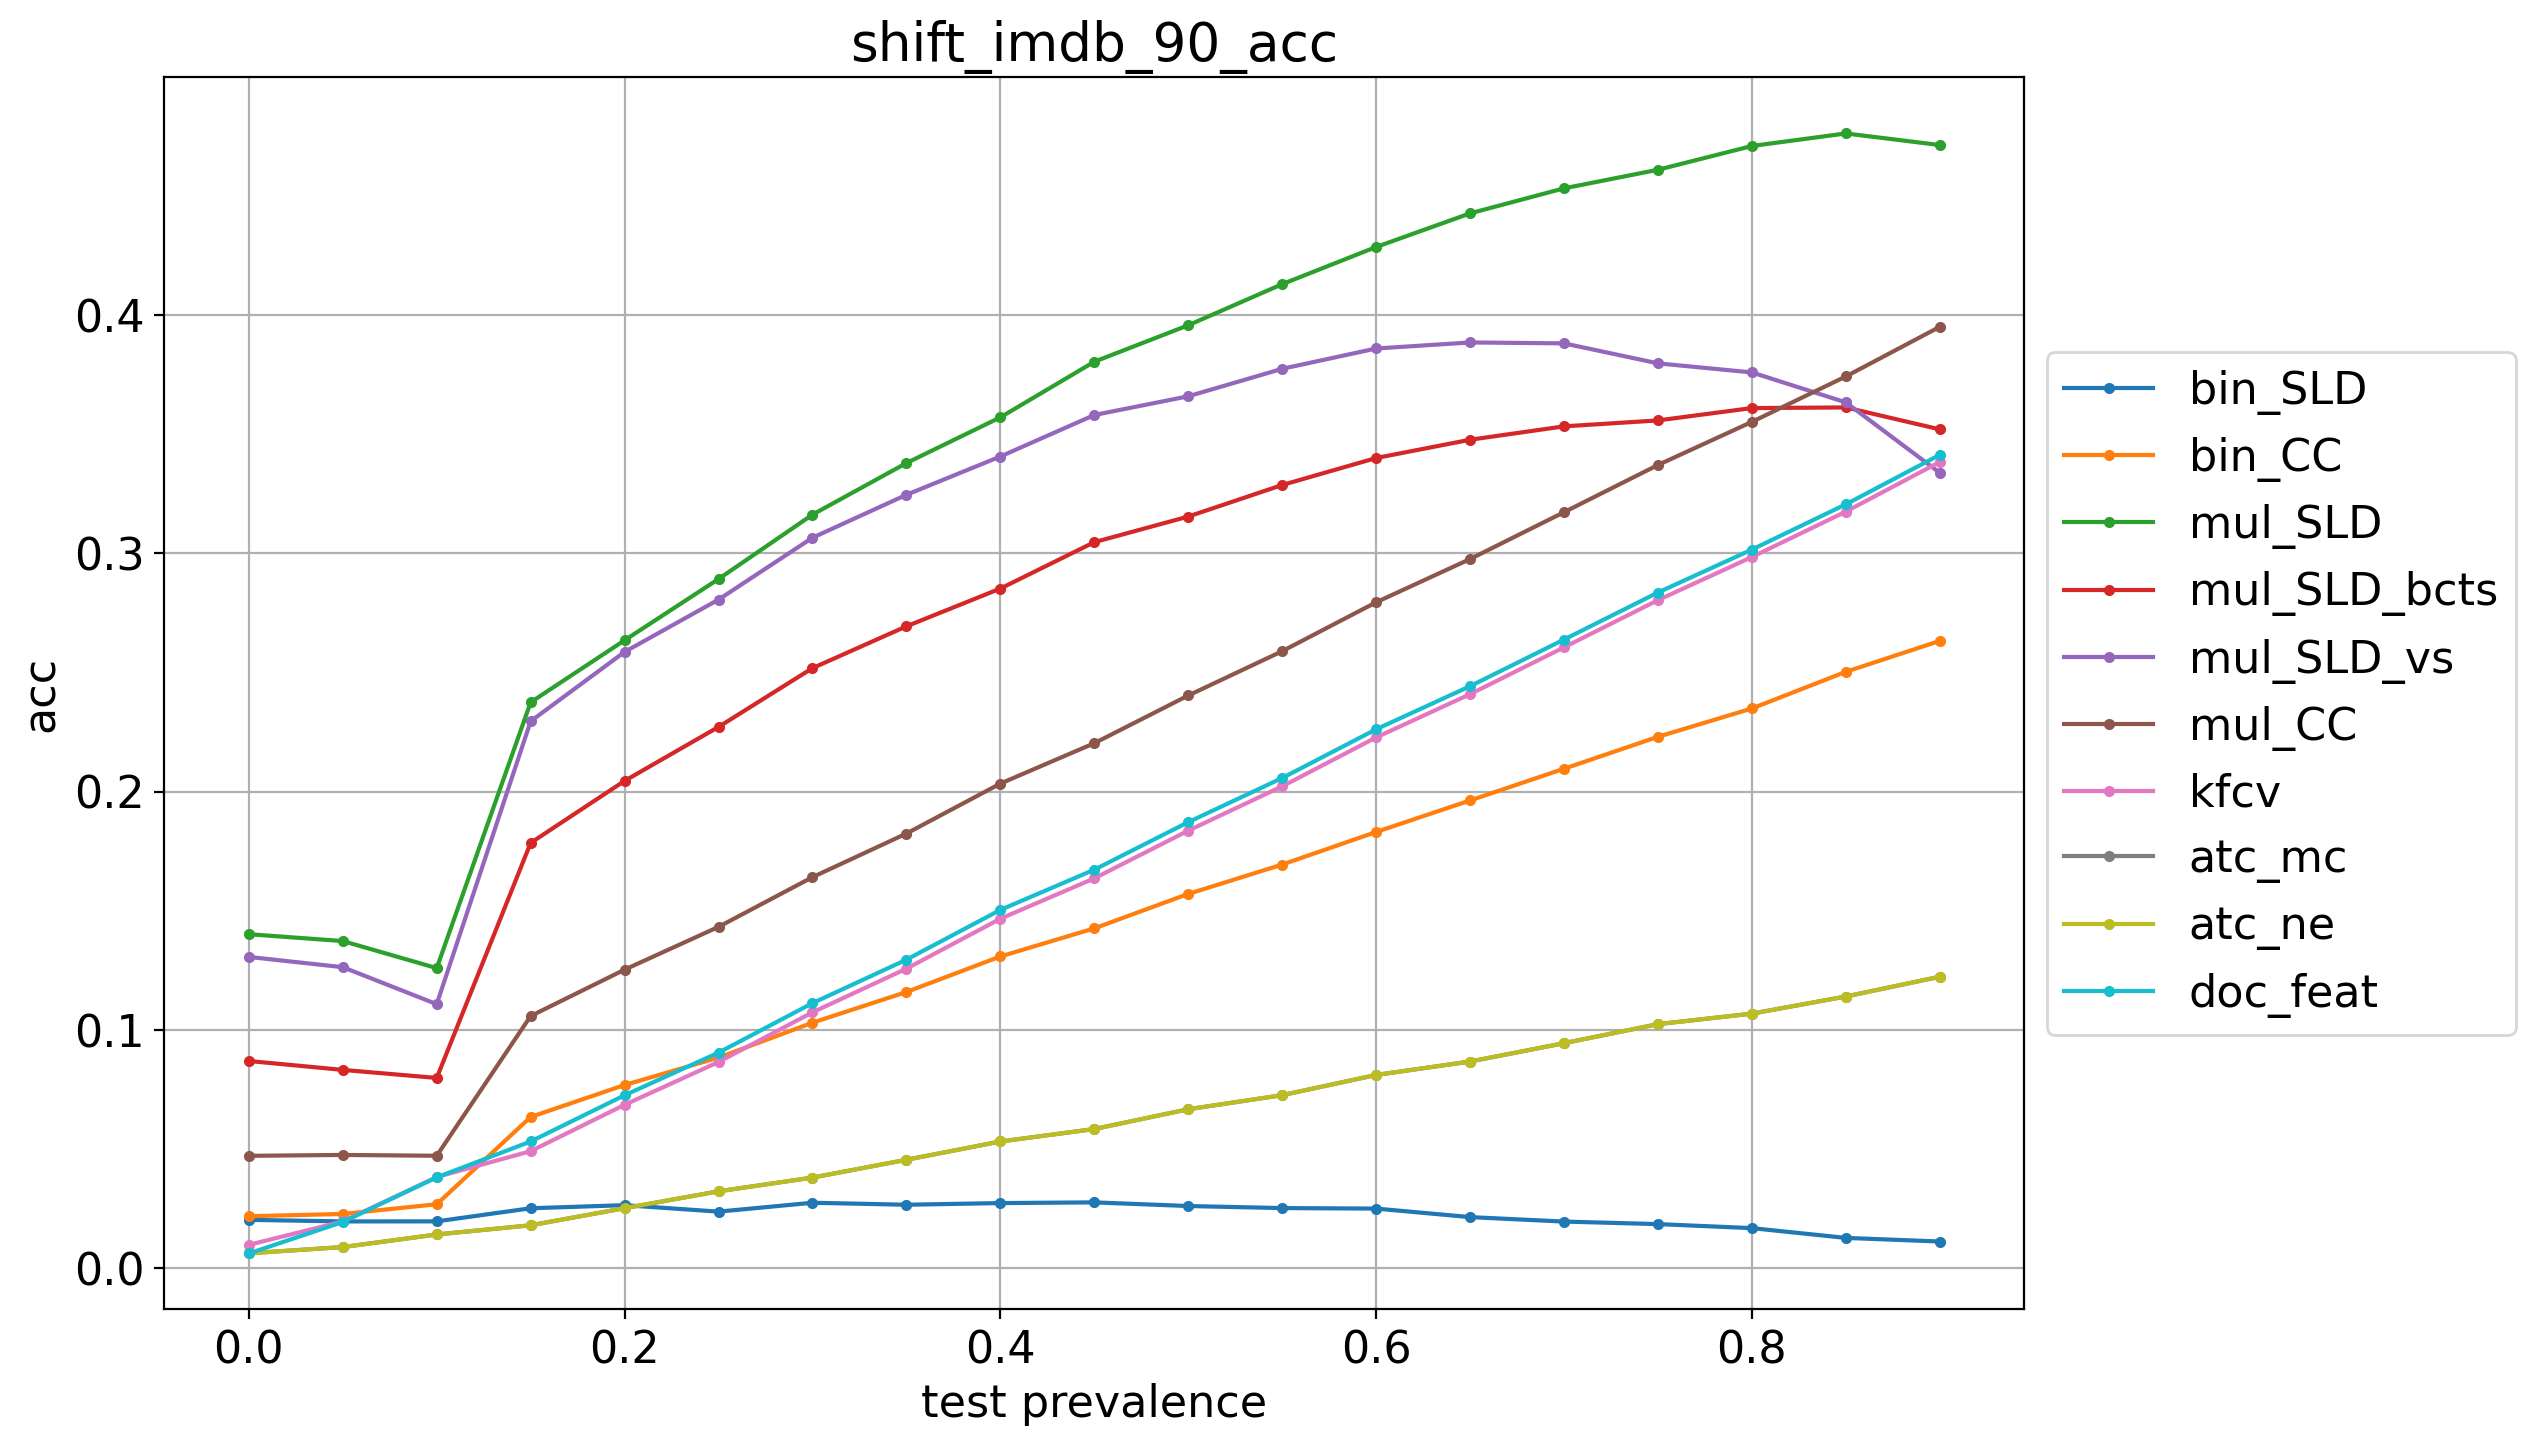 shift_imdb_90_acc
acc
0.4
0.3
0.2
0.1
0.0
0.0 0.2 0.4 0.6 0.8
test prevalence
bin_SLD
bin_CC
mul_SLD
mul_SLD_bcts
mul_SLD_vs
mul_CC
kfcv
atc_mc
atc_ne
doc_feat